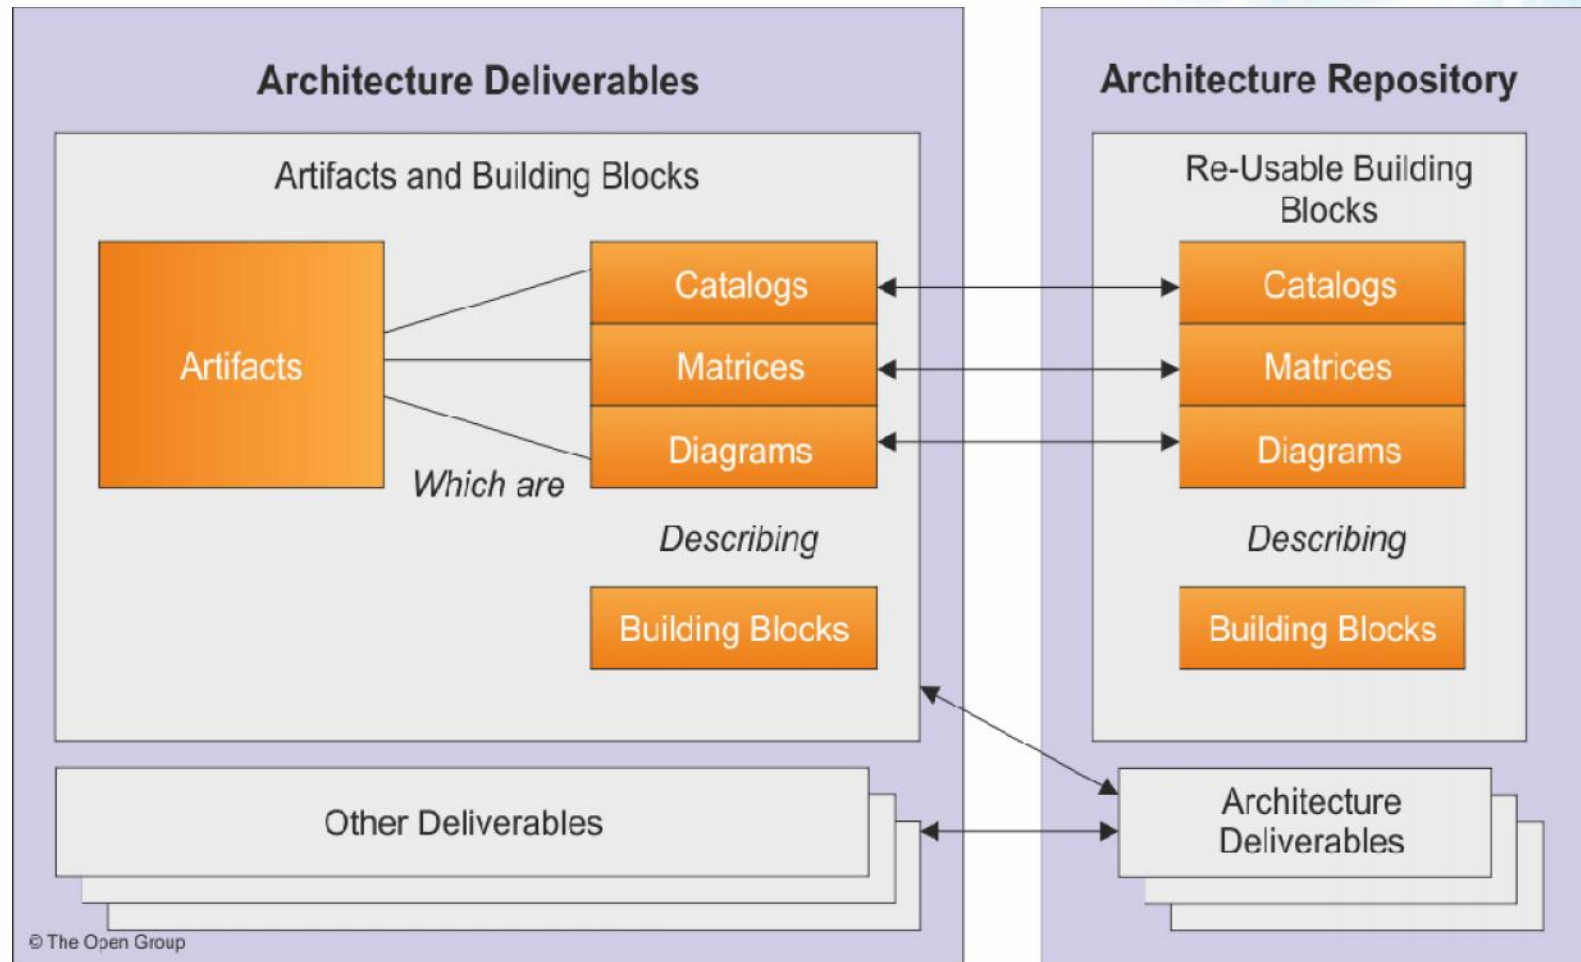 Architecture Deliverables
Artifacts and Building Blocks
Artifacts
Catalogs
Matrices
Diagrams
Which are
Describing
Building Blocks
Other Deliverables
© The Open Group
Architecture Repository
Re-Usable Building
Blocks
Catalogs
Matrices
Diagrams
Describing
Building Blocks
Architecture
Deliverables